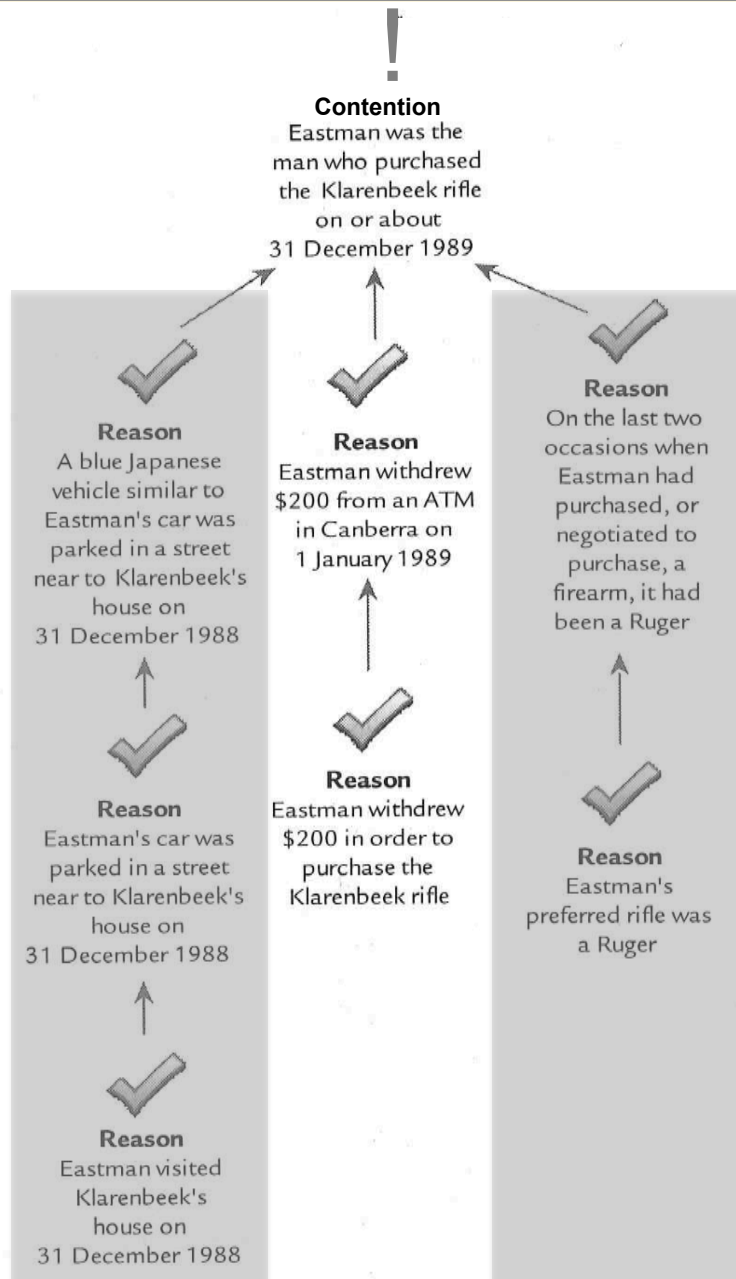 !
Contention
Eastman was the
man who purchased
the Klarenbeek rifle
on or about
31 December 1989
Reason
A blue Japanese
vehicle similar to
Eastman's car was
parked in a street
near to Klarenbeek's
house on
31 December 1988
Reason
Eastman's car was
parked in a street
near to Klarenbeek's
house on
31 December 1988
Reason
Eastman visited
Klarenbeek's
house on
31 December 1988
Reason
Eastman withdrew
$200 from an ATM
in Canberra on
1 January 1989
Reason
Eastman withdrew
$200 in order to
purchase the
Klarenbeek rifle
Reason
On the last two
occasions when
Eastman had
purchased, or
negotiated to
purchase, a
firearm, it had
been a Ruger
Reason
Eastman's
preferred rifle was
a Ruger